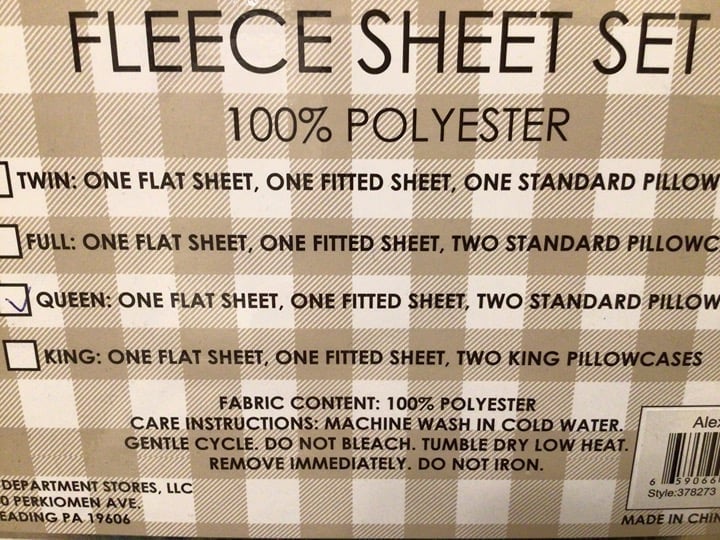 FLEECE SHEET SET
100% POLYESTER
TWIN: ONE FLAT SHEET, ONE FITTED SHEET, ONE STANDARD PILLOW
FULL: ONE FLAT SHEET, ONE FITTED SHEET, TWO STANDARD PILLOWC
QUEEN: ONE FLAT SHEET, ONE FITTED SHEET, TWO STANDARD PILLOW
KING: ONE FLAT SHEET, ONE FITTED SHEET, TWO KING PILLOWCASES
FABRIC CONTENT: 100% POLYESTER
CARE INSTRUCTIONS: MACHINE WASH IN COLD WATER.
GENTLE CYCLE. DO NOT BLEACH. TUMBLE DRY LOW HEAT.
REMOVE IMMEDIATELY. DO NOT IRON.
DEPARTMENT STORES, LLC
0 PERKIOMEN AVE.
EADING PA 19606
Alex
6 59066
Style:378273
MADE IN CHIN